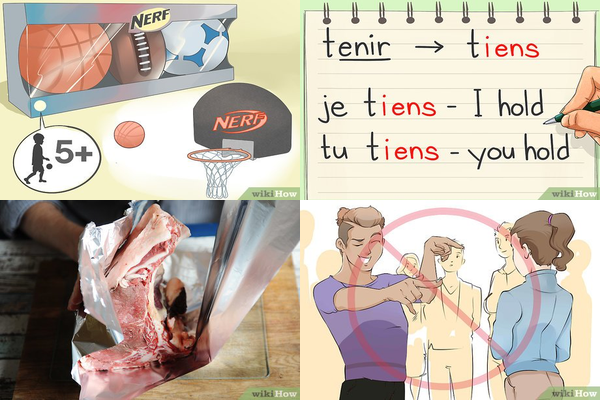 NERF
NERF
5+
wikiHow
tenir → tiens
je tiens - I hold
tu tiens - you hold
wikiHow
wikiHow
wikiHow